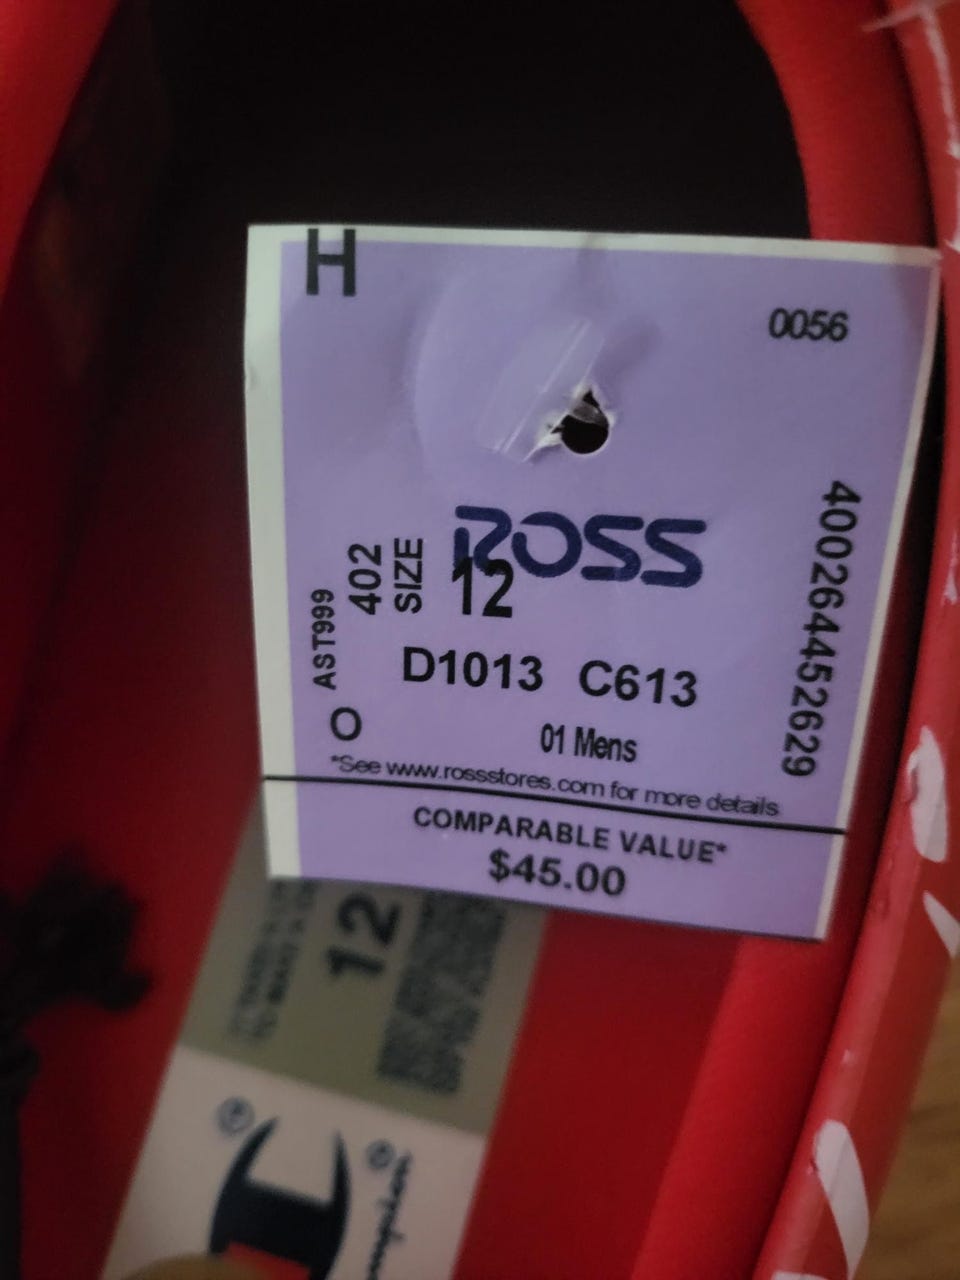 H
0056
ROSS
400264452629
AST999
402
SIZE
12
D1013 C613
O
01 Mens
*See www.rossstores.com for more details
COMPARABLE VALUE*
$45.00
12
®
®